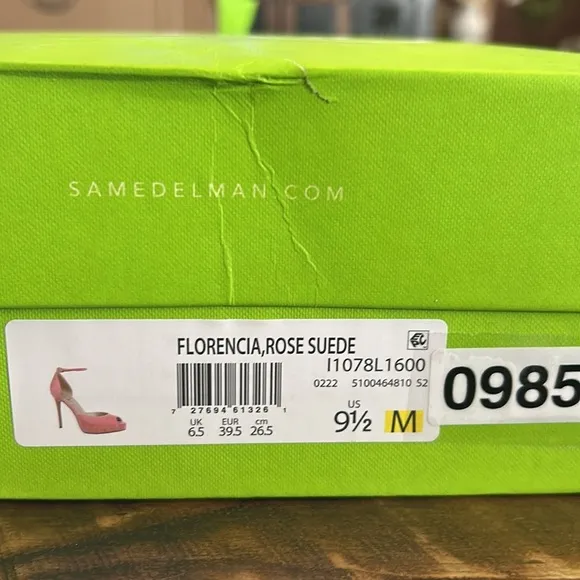 SAMEDELMAN.COM
FLORENCIA,ROSE SUEDE
I1078L1600
0222 5100464810 S2
7 27694 61326 1
UK EUR cm
6.5 39.5 26.5
US
9½ M
0985